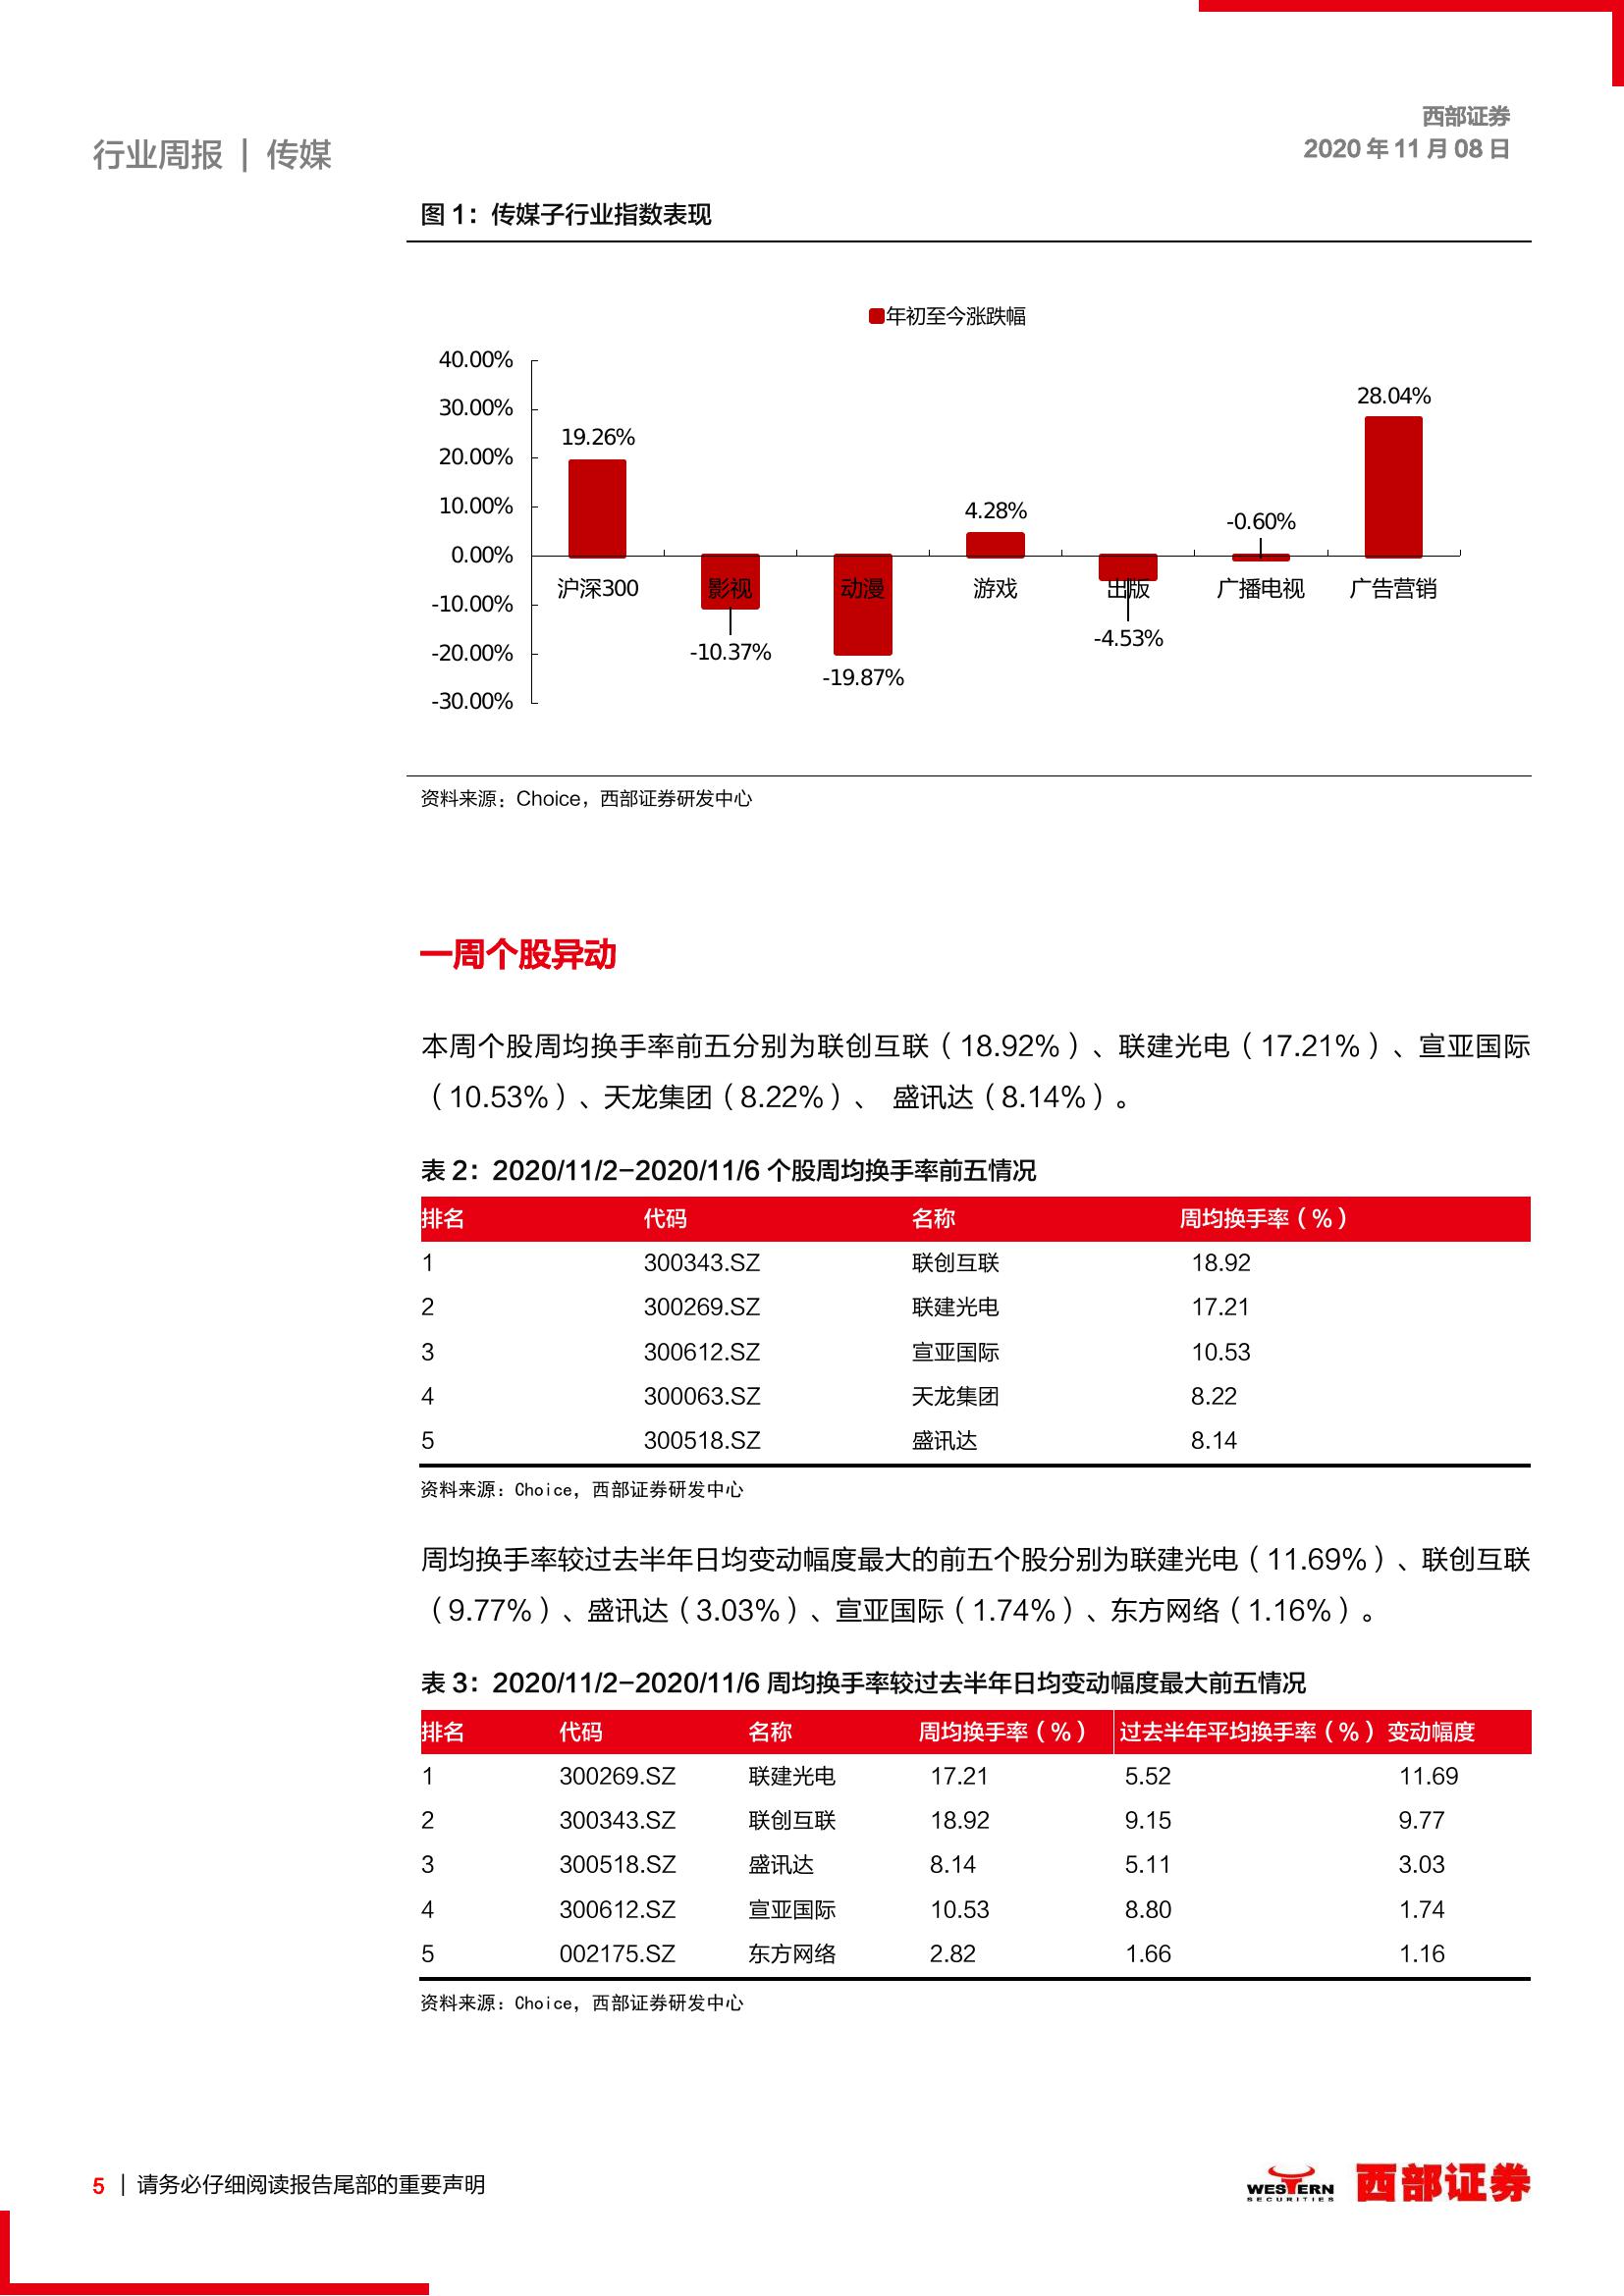 西部证券
行业周报 | 传媒
2020 年 11 月 08 日
图 1：传媒子行业指数表现
年初至今涨跌幅
40.00%
30.00%
20.00%
10.00%
0.00%
-10.00%
-20.00%
-30.00%
19.26%
-10.37%
-19.87%
4.28%
-4.53%
-0.60%
28.04%
沪深300 影视 动漫 游戏 出版 广播电视 广告营销
资料来源：Choice，西部证券研发中心
一周个股异动
本周个股周均换手率前五分别为联创互联（18.92%）、联建光电（17.21%）、宣亚国际
（10.53%）、天龙集团（8.22%）、 盛讯达（8.14%）。
表 2：2020/11/2-2020/11/6 个股周均换手率前五情况
排名 代码 名称 周均换手率（%）
1 300343.SZ 联创互联 18.92
2 300269.SZ 联建光电 17.21
3 300612.SZ 宣亚国际 10.53
4 300063.SZ 天龙集团 8.22
5 300518.SZ 盛讯达 8.14
资料来源：Choice，西部证券研发中心
周均换手率较过去半年日均变动幅度最大的前五个股分别为联建光电（11.69%）、联创互联
（9.77%）、盛讯达（3.03%）、宣亚国际（1.74%）、东方网络（1.16%）。
表 3：2020/11/2-2020/11/6 周均换手率较过去半年日均变动幅度最大前五情况
排名 代码 名称 周均换手率（%） 过去半年平均换手率（%） 变动幅度
1 300269.SZ 联建光电 17.21 5.52 11.69
2 300343.SZ 联创互联 18.92 9.15 9.77
3 300518.SZ 盛讯达 8.14 5.11 3.03
4 300612.SZ 宣亚国际 10.53 8.80 1.74
5 002175.SZ 东方网络 2.82 1.66 1.16
资料来源：Choice，西部证券研发中心
5 | 请务必仔细阅读报告尾部的重要声明
WESTERN
SECURITIES
西部证券